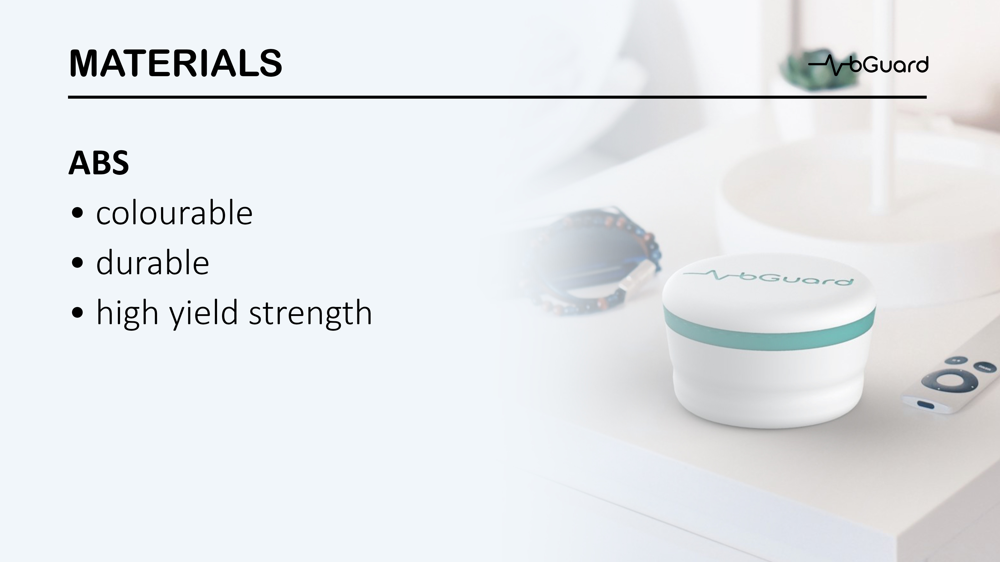 MATERIALS
bGuard
ABS
• colourable
• durable
• high yield strength
bGuard